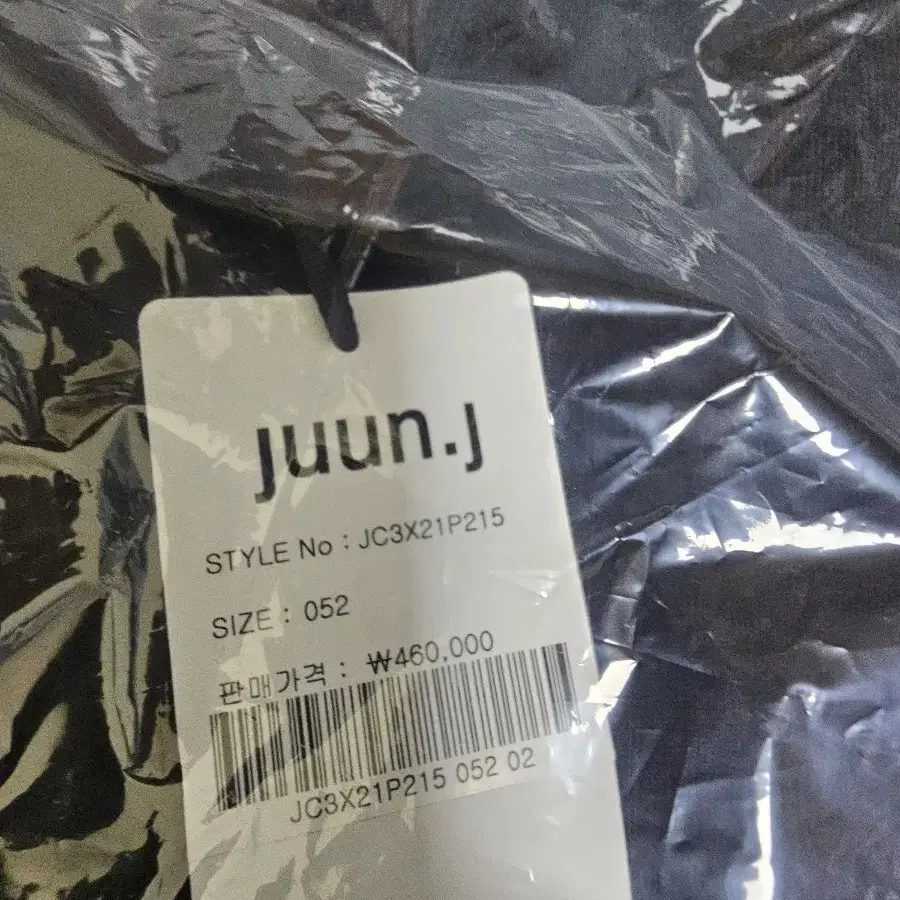 juun.j
STYLE No : JC3X21P215
SIZE : 052
판매가격 : ₩460,000
JC3X21P215 052 02